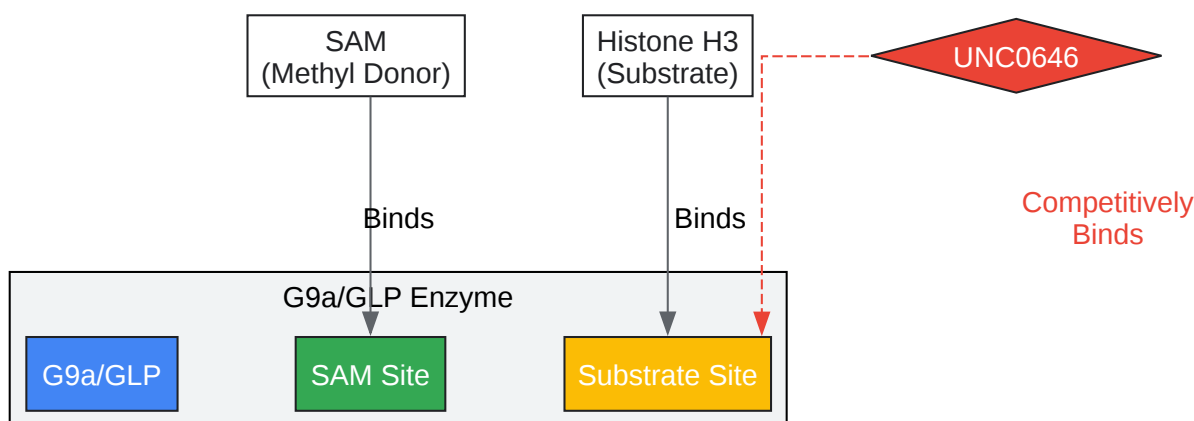 SAM
(Methyl Donor)
Histone H3
(Substrate)
UNC0646
Binds
Binds
Competitively
Binds
G9a/GLP Enzyme
G9a/GLP
SAM Site
Substrate Site